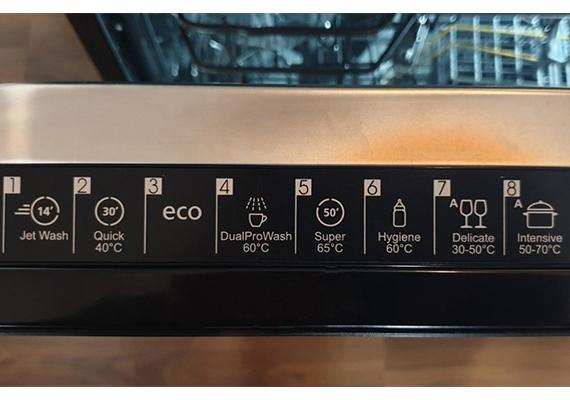 1
14'
Jet Wash
2
30'
Quick
40°C
3
eco
4
DualProWash
60°C
5
50'
Super
65°C
6
Hygiene
60°C
7
A
Delicate
30-50°C
8
A
Intensive
50-70°C